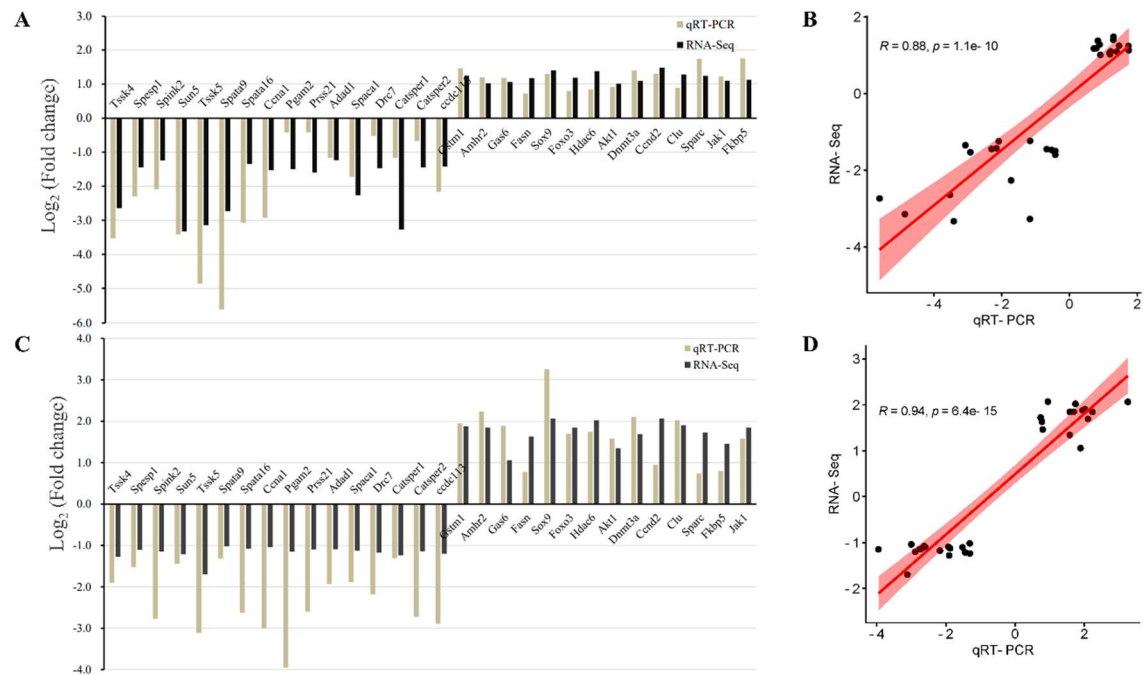 A
qRT-PCR
RNA-Seq
Log2 (Fold change)
3.0
2.0
1.0
0.0
-1.0
-2.0
-3.0
-4.0
-5.0
-6.0
Tssk4
Spesp1
Spink2
Sun5
Tssk5
Spata9
Spata16
Ccna1
Pgam2
Prss21
Adad1
Spaca1
Drc7
Catsper1
Catsper2
ccdc113
Gstm1
Amhr2
Gas6
Fasn
Sox9
Foxo3
Hdac6
Akt1
Dnmt3a
Ccnd2
Clu
Sparc
Jak1
Fkbp5
B
R = 0.88, p = 1.1e- 10
RNA- Seq
2
0
- 2
- 4
- 4
- 2
0
2
qRT- PCR
C
qRT-PCR
RNA-Seq
Log2 (Fold change)
4.0
3.0
2.0
1.0
0.0
-1.0
-2.0
-3.0
-4.0
Tssk4
Spesp1
Spink2
Sun5
Tssk5
Spata9
Spata16
Ccna1
Pgam2
Prss21
Adad1
Spaca1
Drc7
Catsper1
Catsper2
ccdc113
Gstm1
Amhr2
Gas6
Fasn
Sox9
Foxo3
Hdac6
Akt1
Dnmt3a
Ccnd2
Clu
Sparc
Fkbp5
Jak1
D
R = 0.94, p = 6.4e- 15
RNA- Seq
3
2
1
0
- 1
- 2
- 4
- 2
0
2
qRT- PCR